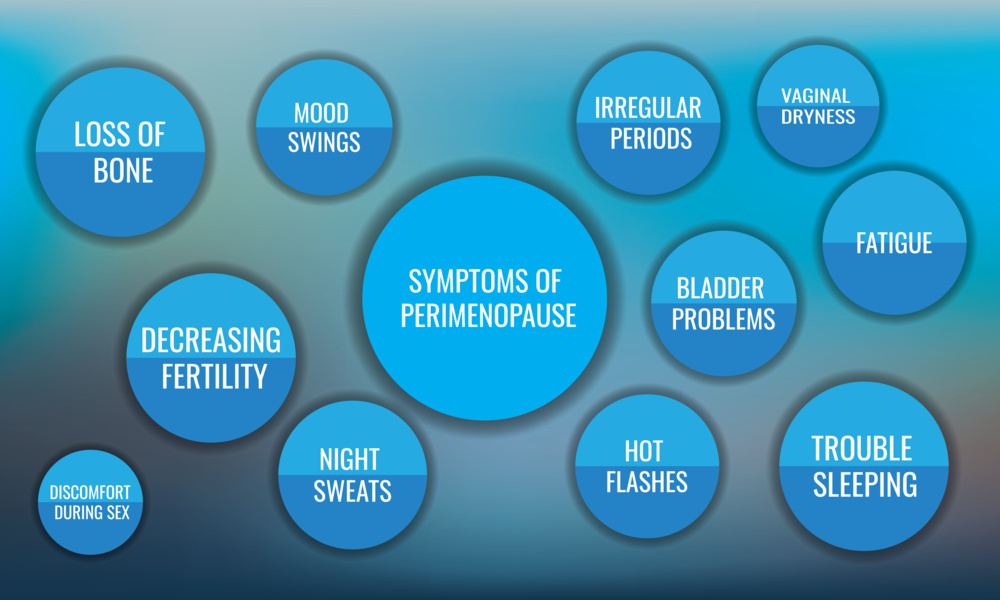 LOSS OF
BONE
MOOD
SWINGS
IRREGULAR
PERIODS
VAGINAL
DRYNESS
SYMPTOMS OF
PERIMENOPAUSE
FATIGUE
BLADDER
PROBLEMS
DECREASING
FERTILITY
NIGHT
SWEATS
HOT
FLASHES
TROUBLE
SLEEPING
DISCOMFORT
DURING SEX